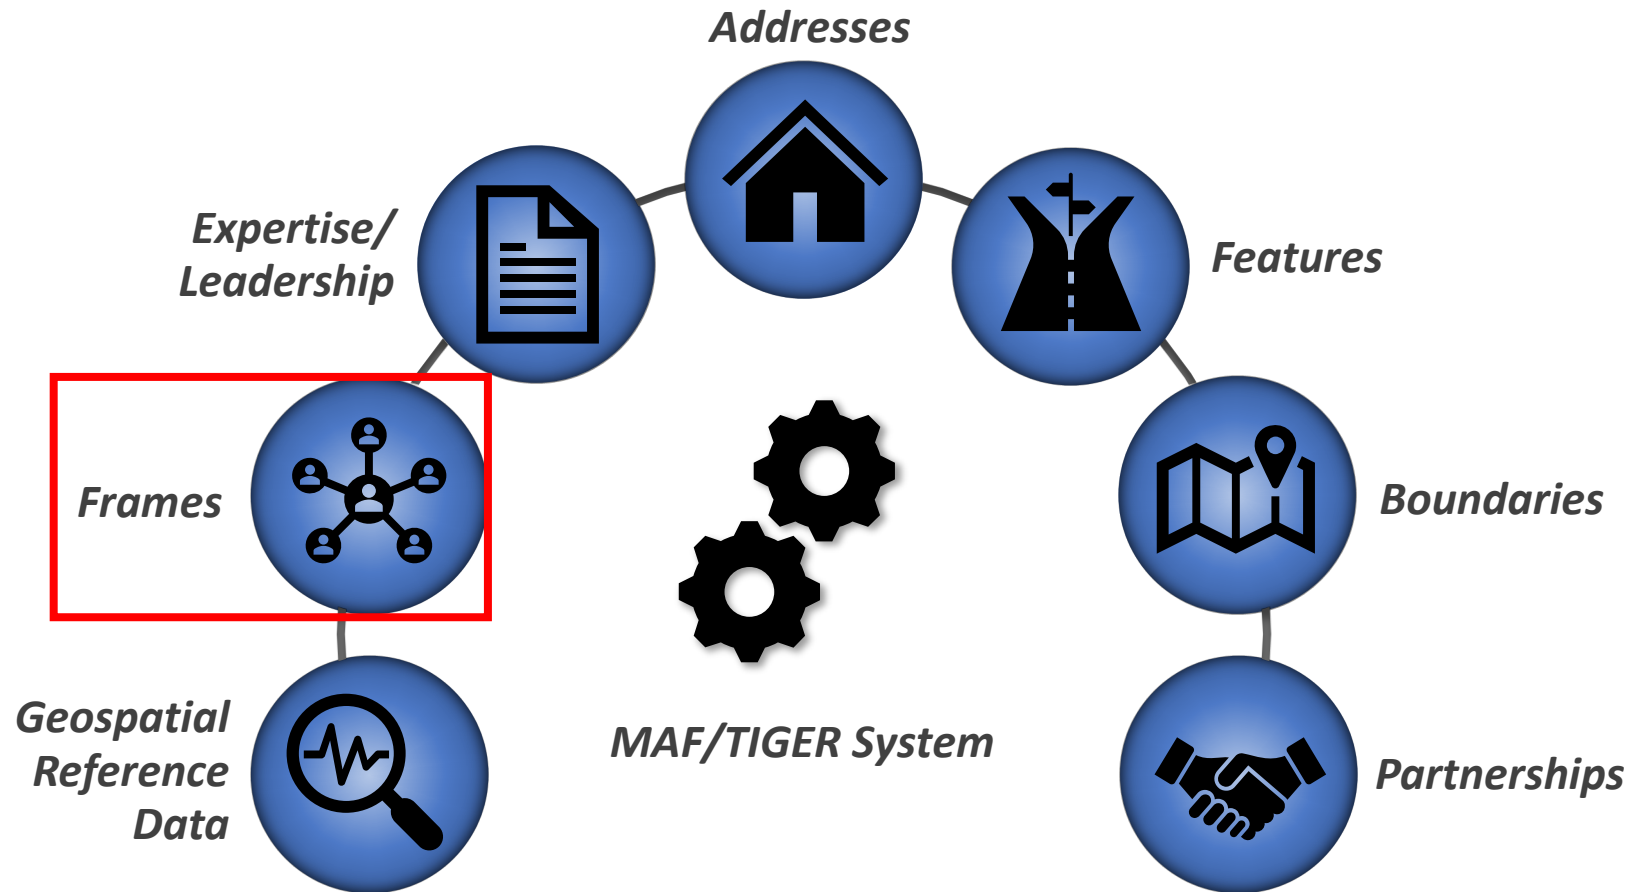 Addresses
Expertise/
Leadership
Features
Frames
Boundaries
Geospatial
Reference
Data
MAF/TIGER System
Partnerships